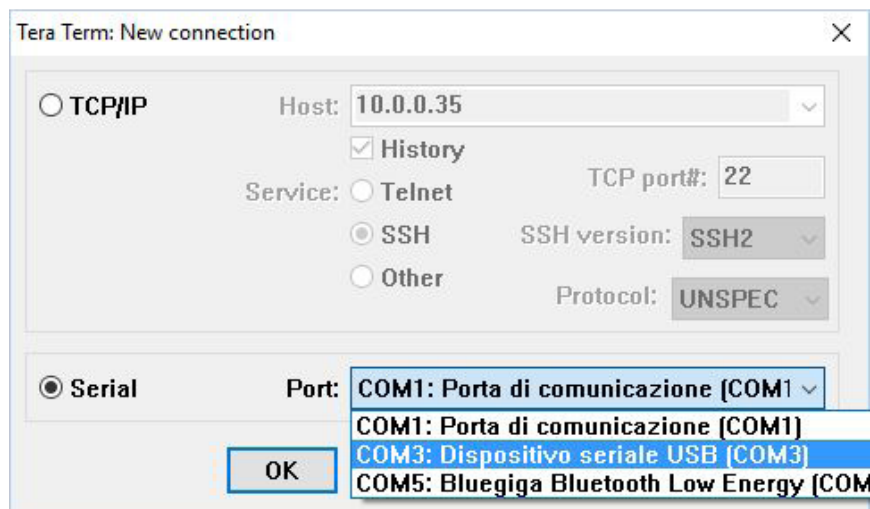 Tera Term: New connection
TCP/IP
Host: 10.0.0.35
History
Service: Telnet
TCP port#: 22
SSH
SSH version: SSH2
Other
Protocol: UNSPEC
Serial
Port: COM1: Porta di comunicazione (COM1
COM1: Porta di comunicazione (COM1)
COM3: Dispositivo seriale USB (COM3)
COM5: Bluegiga Bluetooth Low Energy (COM
OK